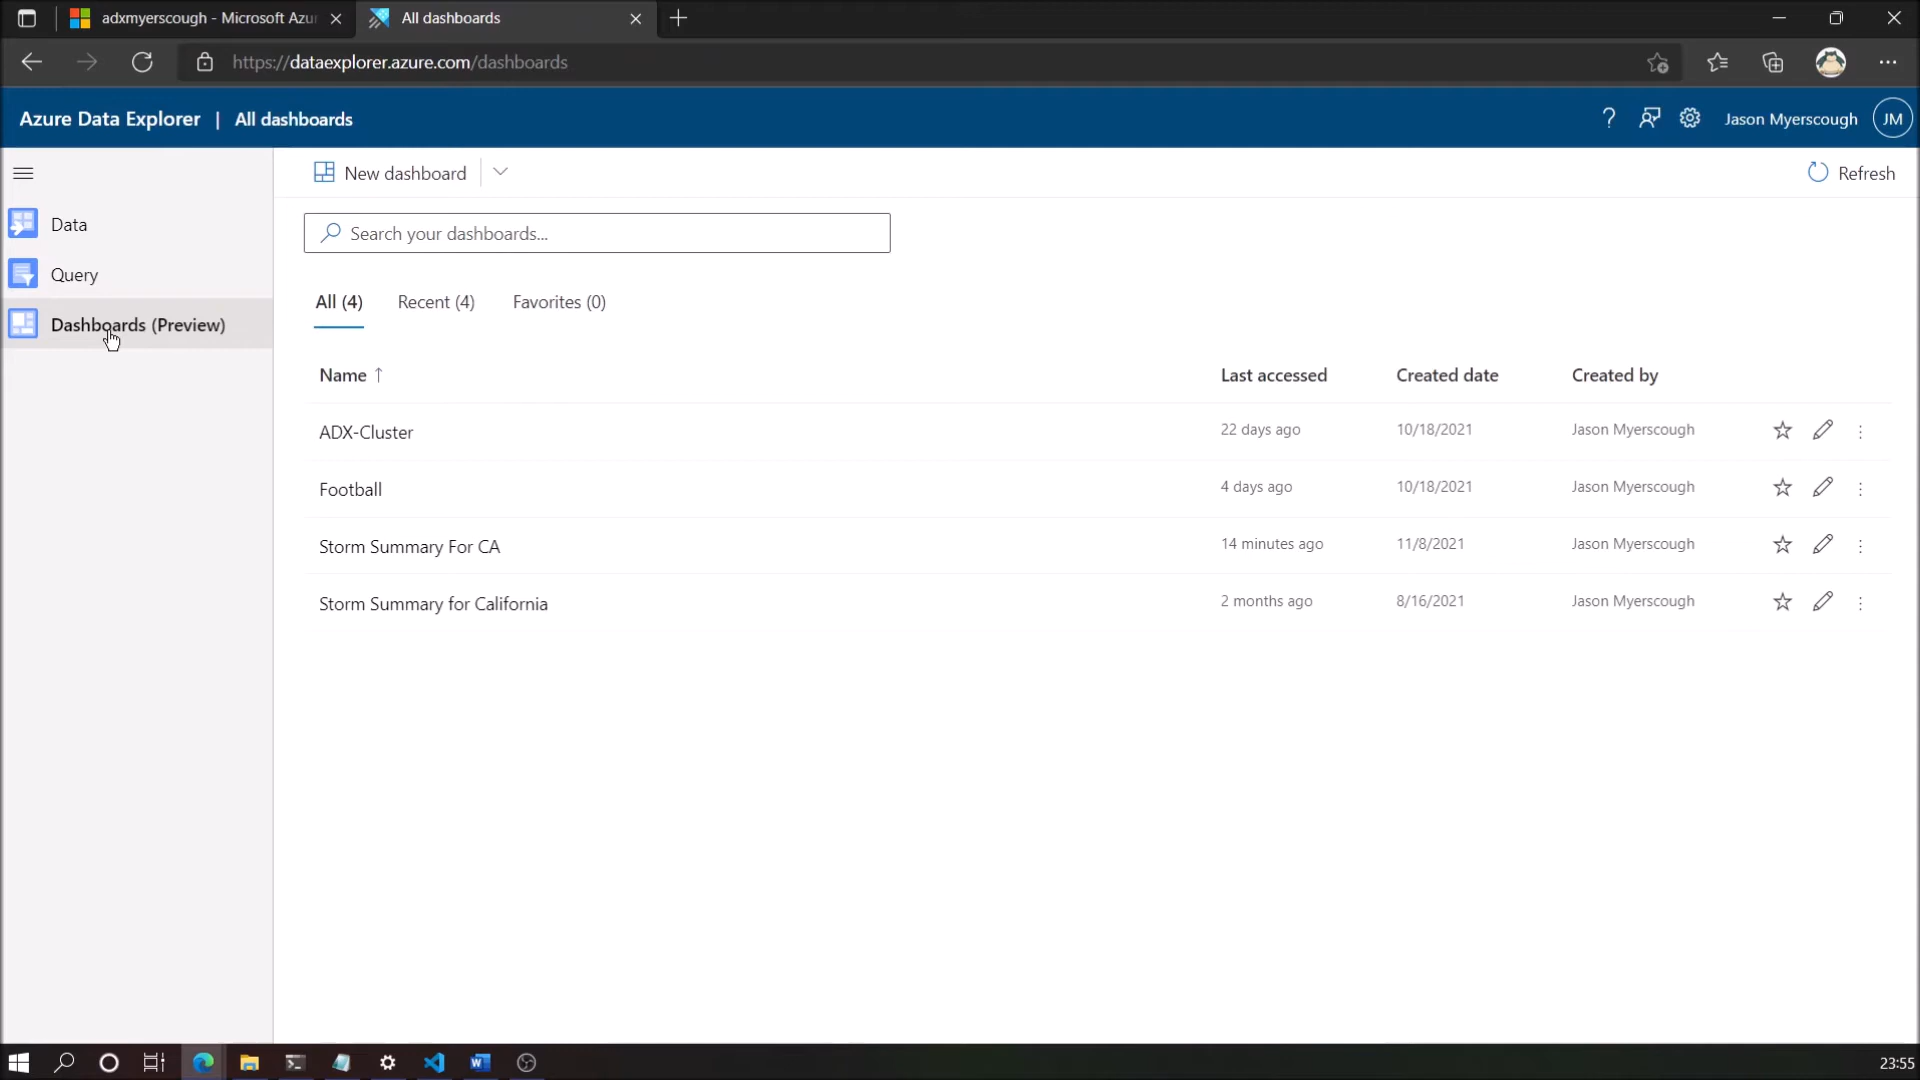 adxmyerscough - Microsoft Azu
All dashboards
https://dataexplorer.azure.com/dashboards
Azure Data Explorer | All dashboards
? Jason Myerscough JM
New dashboard
Refresh
Data
Query
Dashboards (Preview)
Search your dashboards...
All (4) Recent (4) Favorites (0)
Name ↑ Last accessed Created date Created by
ADX-Cluster 22 days ago 10/18/2021 Jason Myerscough
Football 4 days ago 10/18/2021 Jason Myerscough
Storm Summary For CA 14 minutes ago 11/8/2021 Jason Myerscough
Storm Summary for California 2 months ago 8/16/2021 Jason Myerscough
23:55